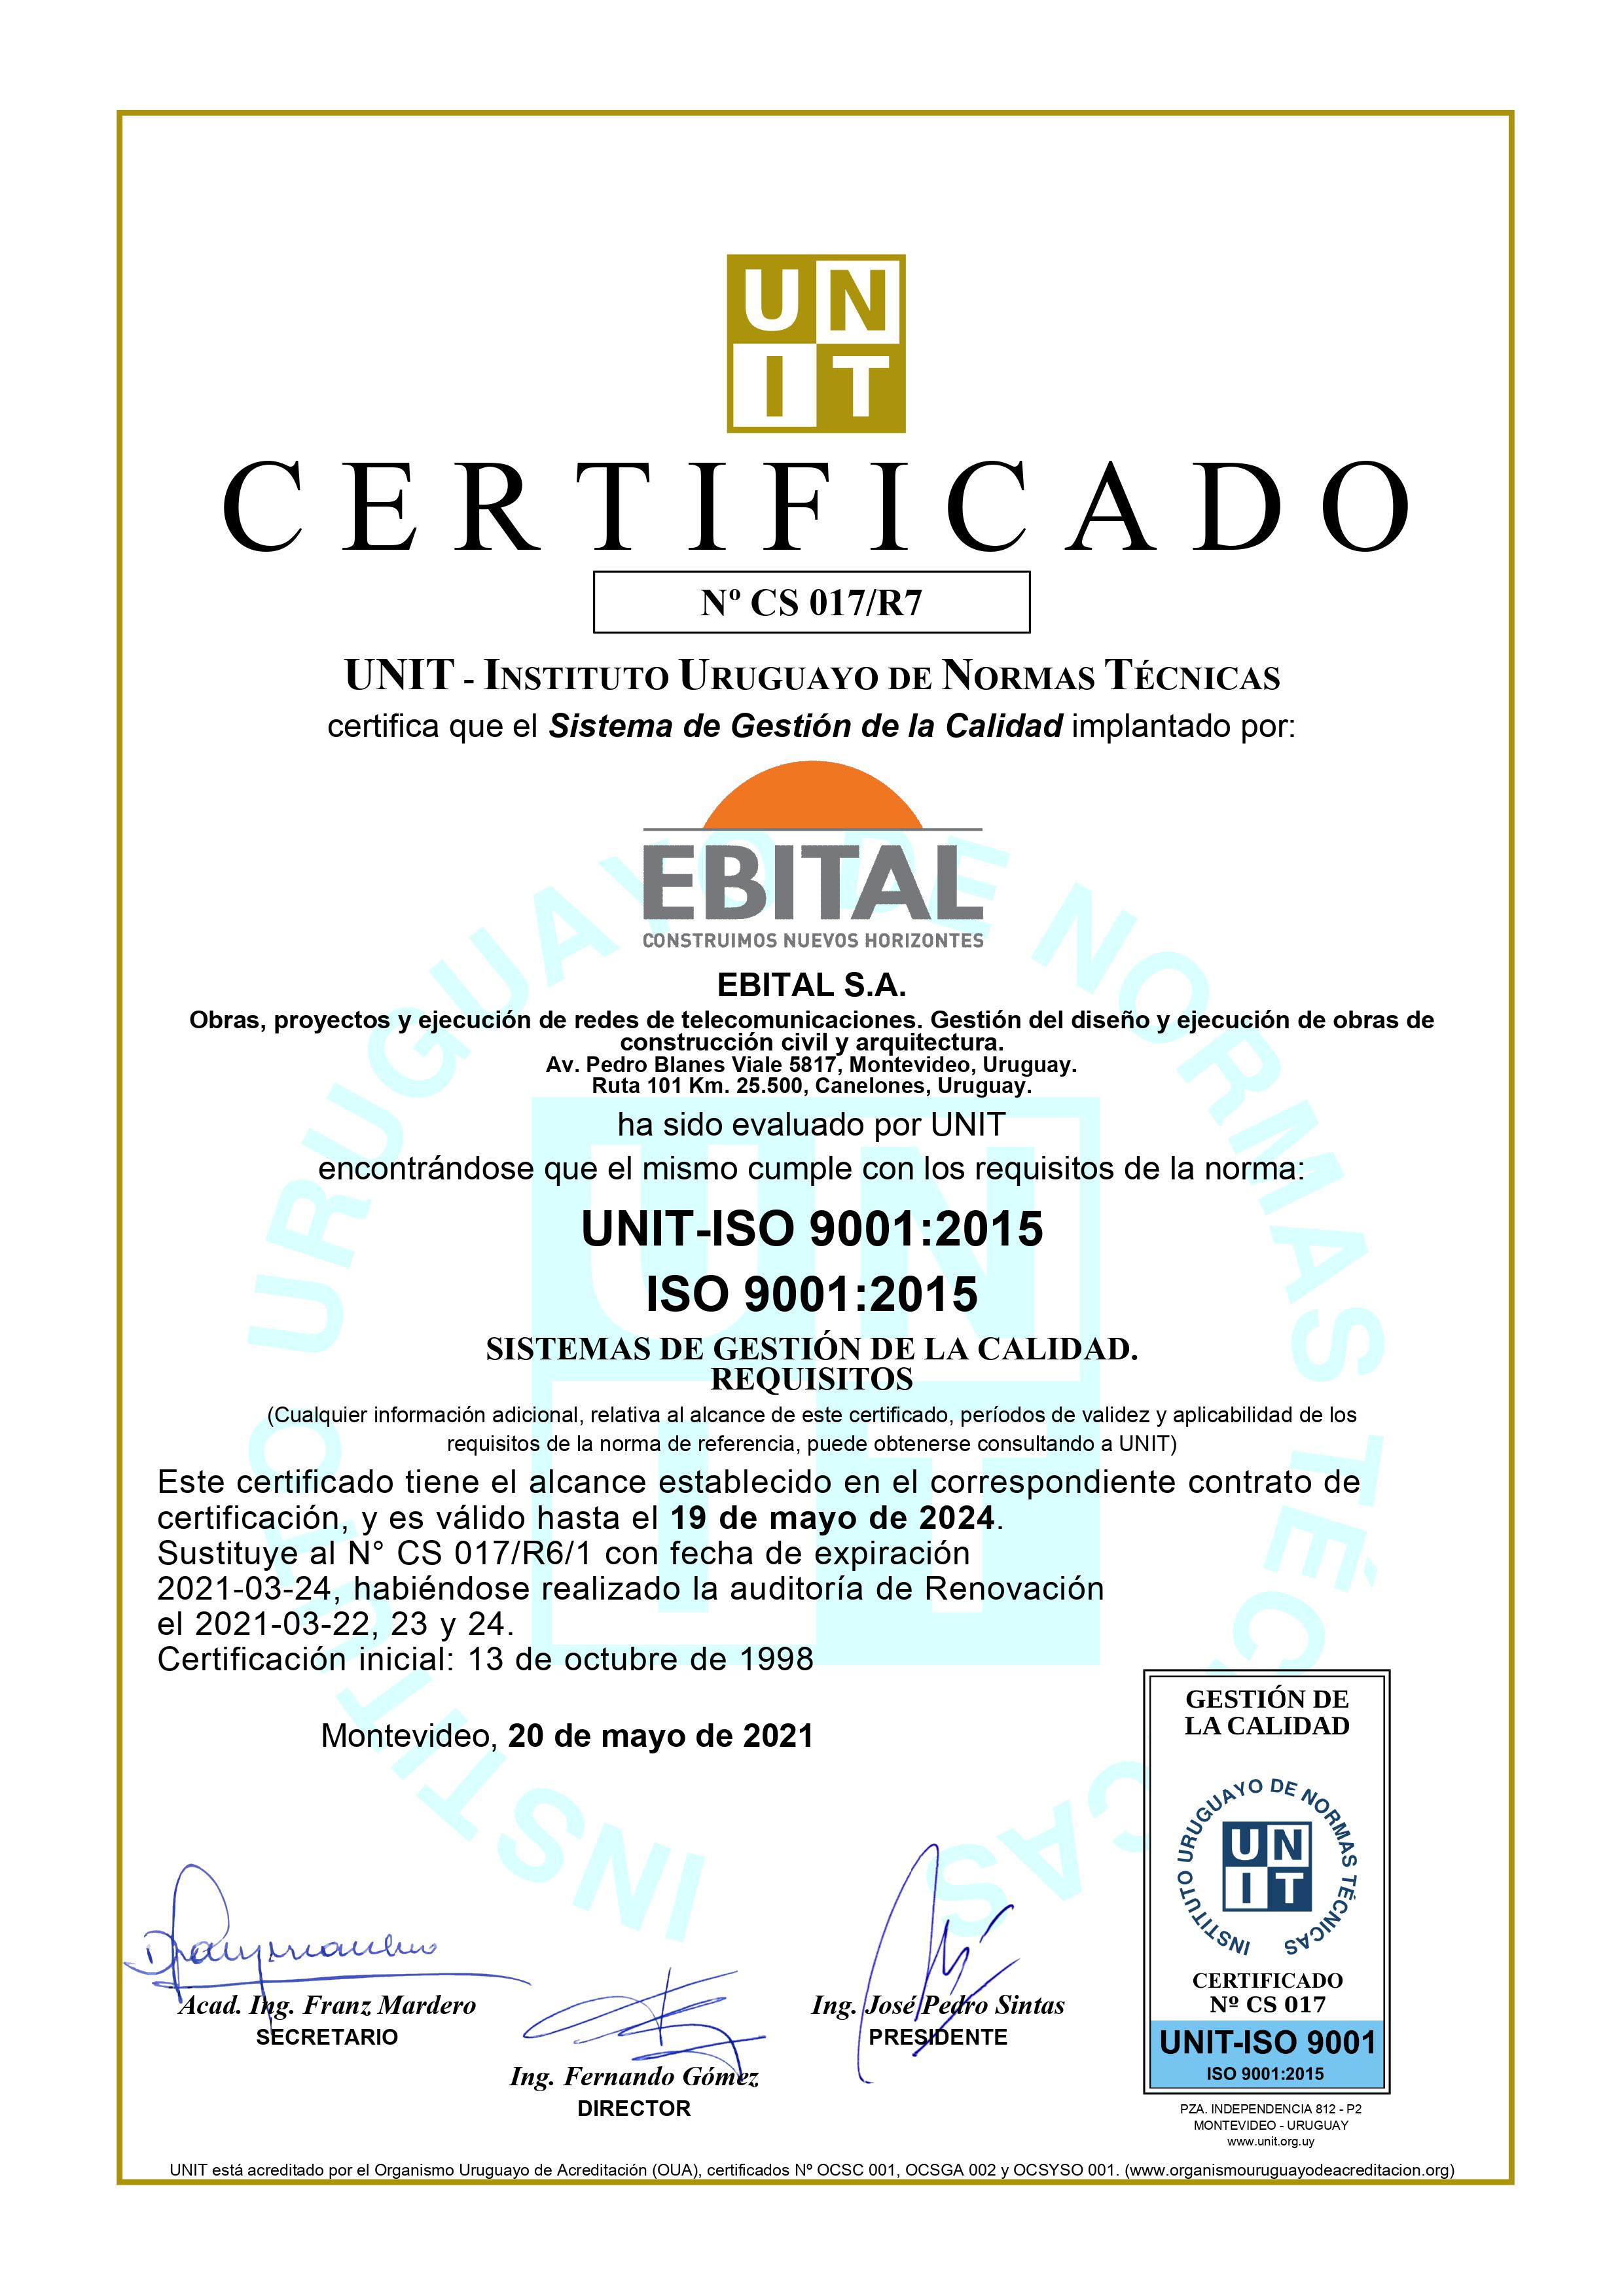 UN
IT
CERTIFICADO
Nº CS 017/R7
UNIT - INSTITUTO URUGUAYO DE NORMAS TÉCNICAS
certifica que el Sistema de Gestión de la Calidad implantado por:
EBITAL
CONSTRUIMOS NUEVOS HORIZONTES
EBITAL S.A.
Obras, proyectos y ejecución de redes de telecomunicaciones. Gestión del diseño y ejecución de obras de
construcción civil y arquitectura.
Av. Pedro Blanes Viale 5817, Montevideo, Uruguay.
Ruta 101 Km. 25.500, Canelones, Uruguay.
ha sido evaluado por UNIT
encontrándose que el mismo cumple con los requisitos de la norma:
UNIT-ISO 9001:2015
ISO 9001:2015
SISTEMAS DE GESTIÓN DE LA CALIDAD.
REQUISITOS
(Cualquier información adicional, relativa al alcance de este certificado, períodos de validez y aplicabilidad de los
requisitos de la norma de referencia, puede obtenerse consultando a UNIT)
Este certificado tiene el alcance establecido en el correspondiente contrato de
certificación, y es válido hasta el 19 de mayo de 2024.
Sustituye al N° CS 017/R6/1 con fecha de expiración
2021-03-24, habiéndose realizado la auditoría de Renovación
el 2021-03-22, 23 y 24.
Certificación inicial: 13 de octubre de 1998
Montevideo, 20 de mayo de 2021
INSTITUTO URUGUAYO DE NORMAS TÉCNICAS
UN
IT
Acad. Ing. Franz Mardero
SECRETARIO
Ing. Fernando Gómez
DIRECTOR
Ing. José Pedro Sintas
PRESIDENTE
GESTIÓN DE
LA CALIDAD
INSTITUTO URUGUAYO DE NORMAS TÉCNICAS
UN
IT
CERTIFICADO
Nº CS 017
UNIT-ISO 9001
ISO 9001:2015
PZA. INDEPENDENCIA 812 - P2
MONTEVIDEO - URUGUAY
www.unit.org.uy
UNIT está acreditado por el Organismo Uruguayo de Acreditación (OUA), certificados Nº OCSC 001, OCSGA 002 y OCSYSO 001. (www.organismouruguayodeacreditacion.org)